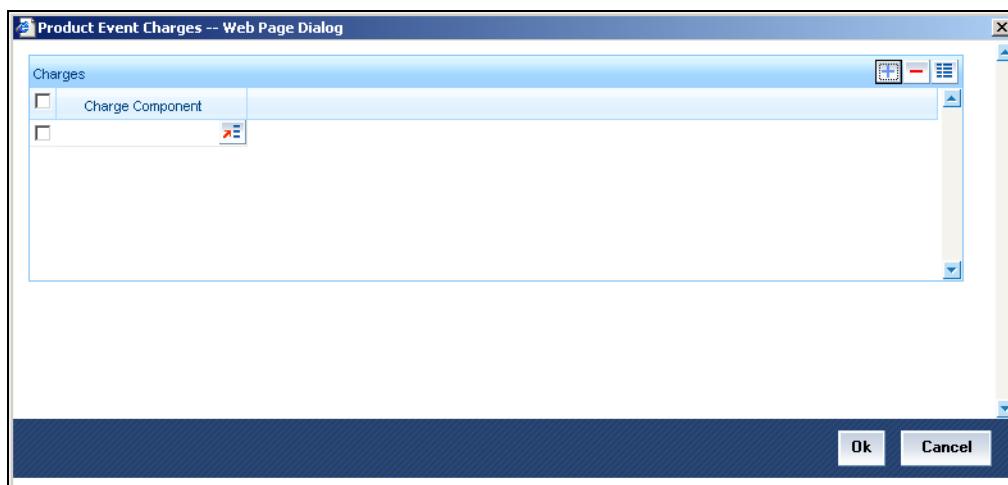 Product Event Charges -- Web Page Dialog
Charges
Charge Component
Ok
Cancel